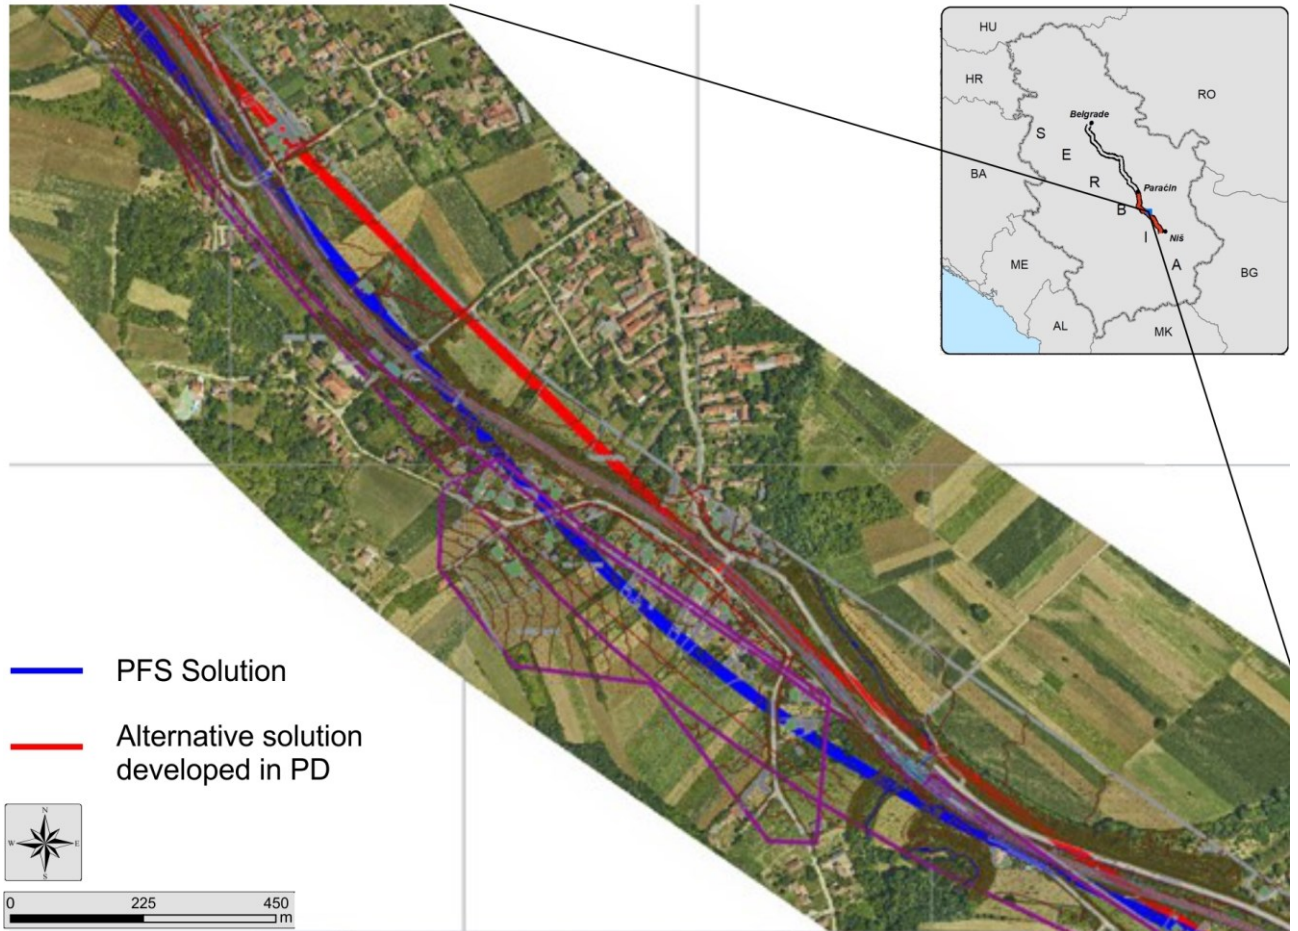 HU
HR
RO
Belgrade
S
E
BA
R
Paraćin
B
I
Niš
A
ME
BG
AL
MK
PFS Solution
Alternative solution
developed in PD
N
W E
S
0 225 450
m